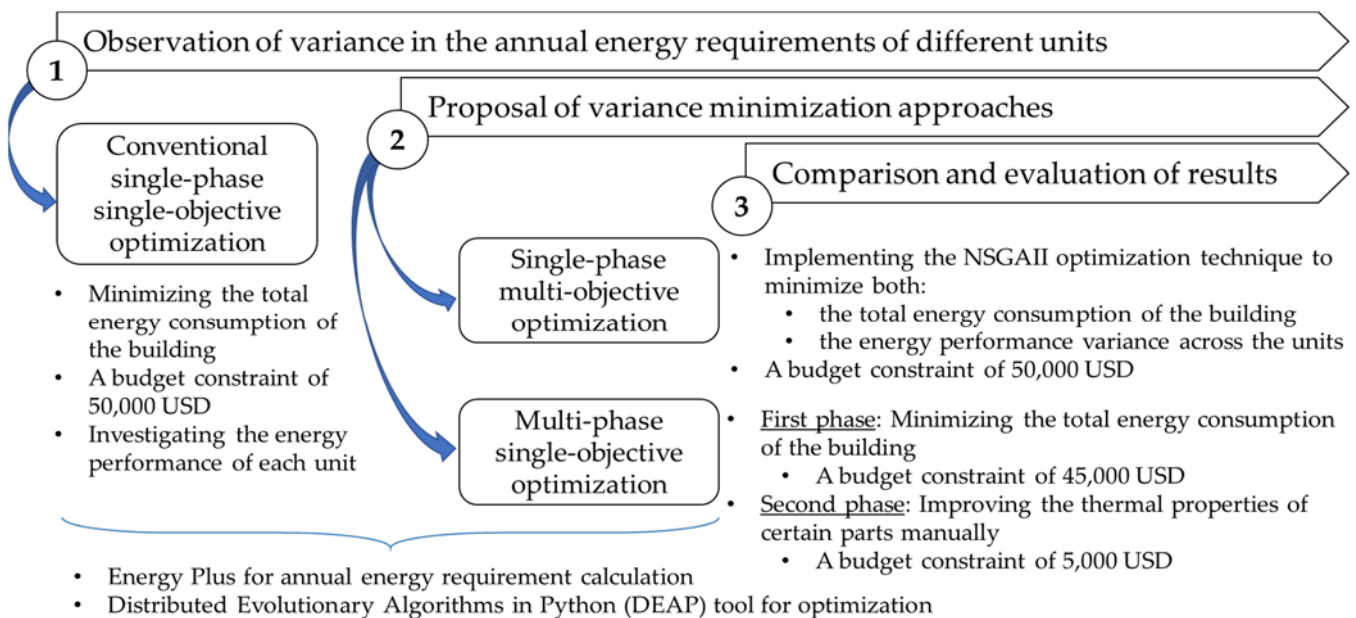 Observation of variance in the annual energy requirements of different units
1
Proposal of variance minimization approaches
2
Comparison and evaluation of results
3
Conventional
single-phase
single-objective
optimization
• Minimizing the total
energy consumption of
the building
• A budget constraint of
50,000 USD
• Investigating the energy
performance of each unit
Single-phase
multi-objective
optimization
• Implementing the NSGAII optimization technique to
minimize both:
• the total energy consumption of the building
• the energy performance variance across the units
• A budget constraint of 50,000 USD
Multi-phase
single-objective
optimization
• First phase: Minimizing the total energy consumption
of the building
• A budget constraint of 45,000 USD
• Second phase: Improving the thermal properties of
certain parts manually
• A budget constraint of 5,000 USD
• Energy Plus for annual energy requirement calculation
• Distributed Evolutionary Algorithms in Python (DEAP) tool for optimization